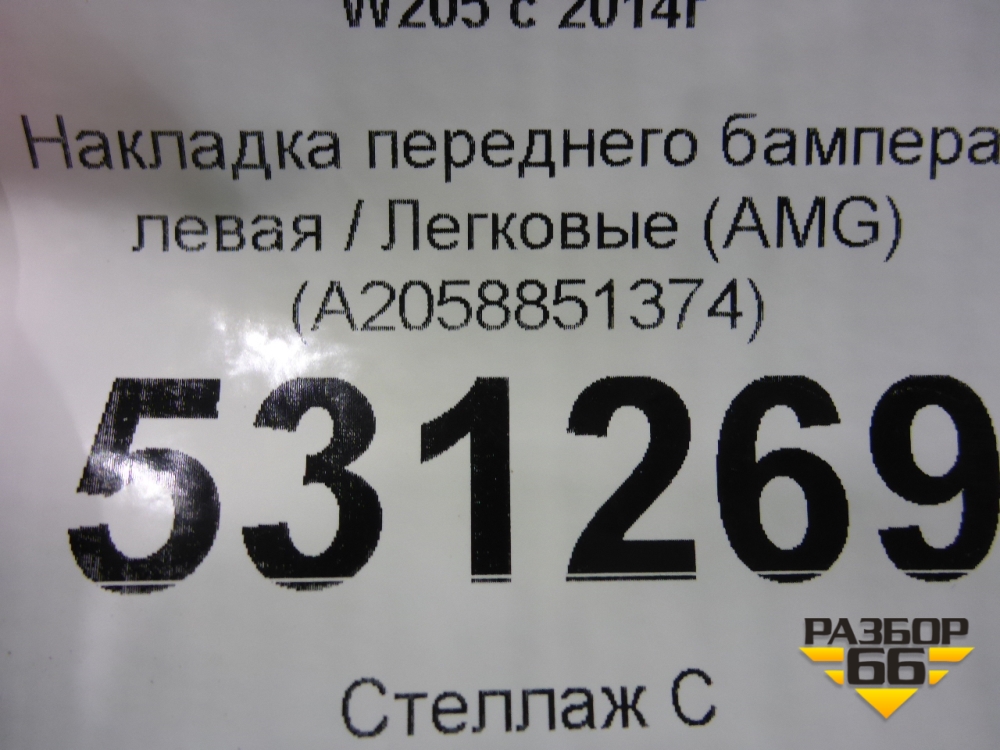 W205 с 2014г
Накладка переднего бампера
левая / Легковые (AMG)
(A2058851374)
531269
Стеллаж С
РАЗБОР
66